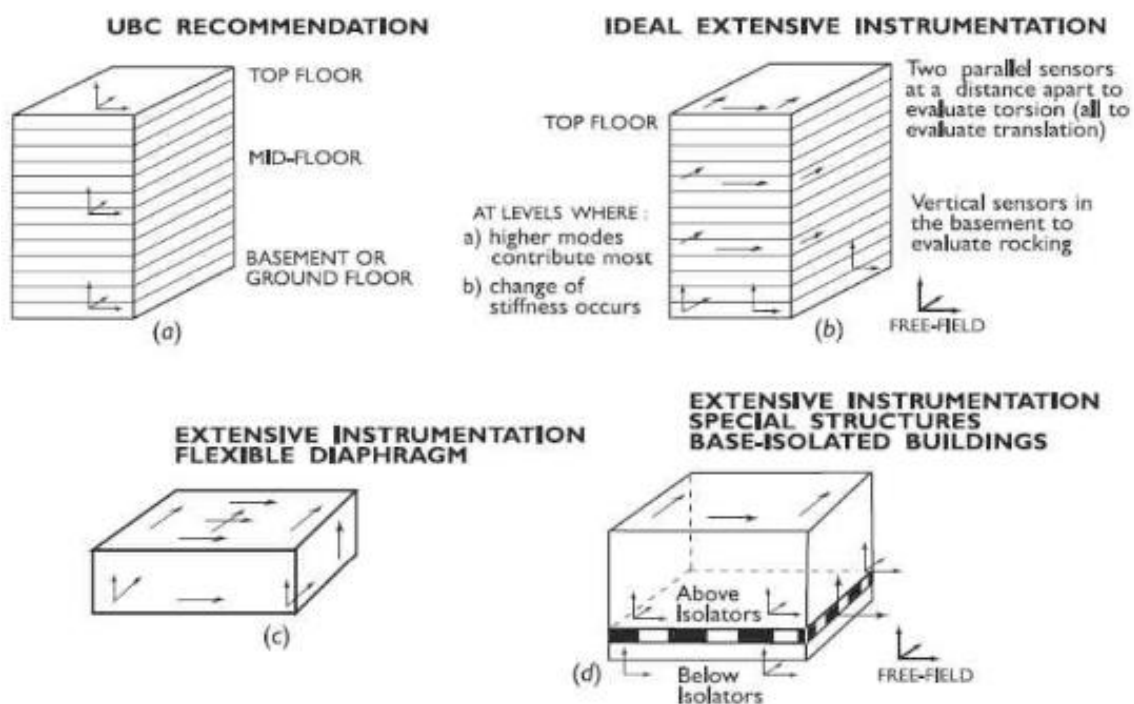 UBC RECOMMENDATION
TOP FLOOR
MID-FLOOR
BASEMENT OR
GROUND FLOOR
(a)
IDEAL EXTENSIVE INSTRUMENTATION
TOP FLOOR
Two parallel sensors
at a distance apart to
evaluate torsion (all to
evaluate translation)
AT LEVELS WHERE :
a) higher modes
contribute most
b) change of
stiffness occurs
Vertical sensors in
the basement to
evaluate rocking
(b)
FREE-FIELD
EXTENSIVE INSTRUMENTATION
FLEXIBLE DIAPHRAGM
(c)
EXTENSIVE INSTRUMENTATION
SPECIAL STRUCTURES
BASE-ISOLATED BUILDINGS
Above
Isolators
(d)
Below
Isolators
FREE-FIELD